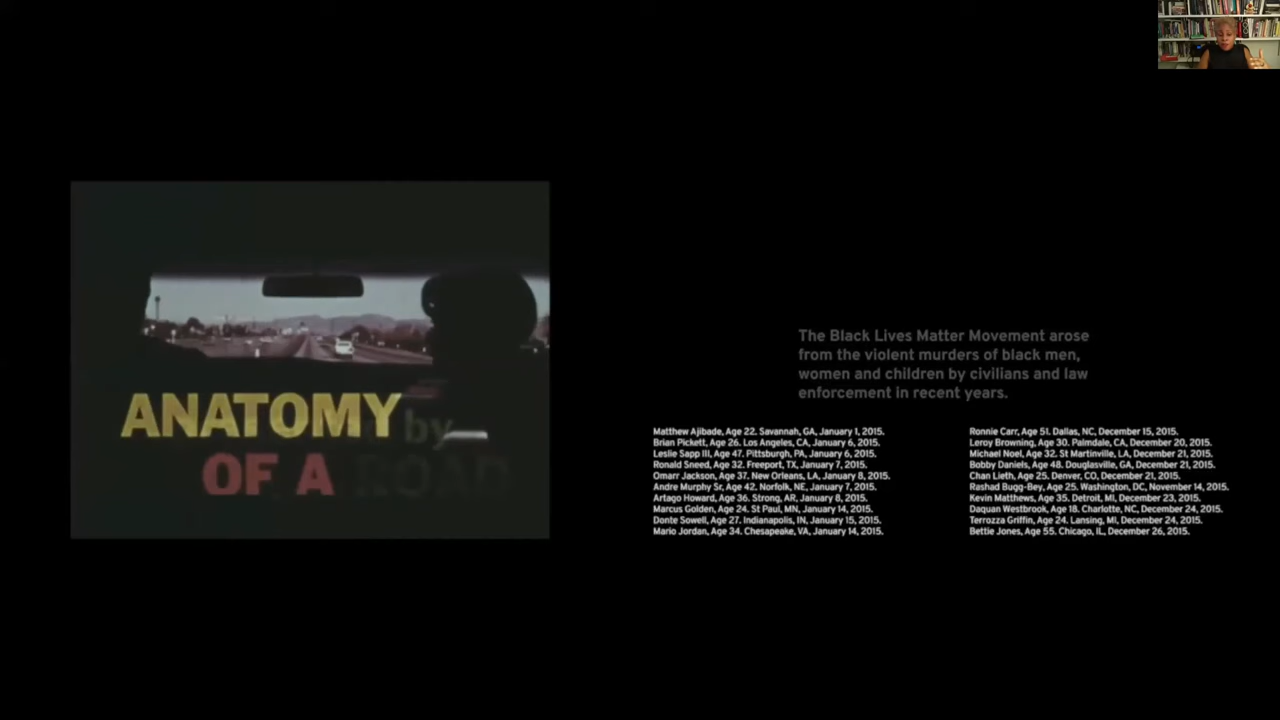 ANATOMY
by
OF A ROAD
The Black Lives Matter Movement arose
from the violent murders of black men,
women and children by civilians and law
enforcement in recent years.
Matthew Ajibade, Age 22. Savannah, GA, January 1, 2015.
Brian Pickett, Age 26. Los Angeles, CA, January 6, 2015.
Leslie Sapp III, Age 47. Pittsburgh, PA, January 6, 2015.
Ronald Sneed, Age 32. Freeport, TX, January 7, 2015.
Omarr Jackson, Age 37. New Orleans, LA, January 8, 2015.
Andre Murphy Sr, Age 42. Norfolk, NE, January 7, 2015.
Artago Howard, Age 36. Strong, AR, January 8, 2015.
Marcus Golden, Age 24. St Paul, MN, January 14, 2015.
Donte Sowell, Age 27. Indianapolis, IN, January 15, 2015.
Mario Jordan, Age 34. Chesapeake, VA, January 14, 2015.
Ronnie Carr, Age 51. Dallas, NC, December 15, 2015.
Leroy Browning, Age 30. Palmdale, CA, December 20, 2015.
Michael Noel, Age 32. St Martinville, LA, December 21, 2015.
Bobby Daniels, Age 48. Douglasville, GA, December 21, 2015.
Chan Lieth, Age 25. Denver, CO, December 21, 2015.
Rashad Bugg-Bey, Age 25. Washington, DC, November 14, 2015.
Kevin Matthews, Age 35. Detroit, MI, December 23, 2015.
Daquan Westbrook, Age 18. Charlotte, NC, December 24, 2015.
Terrozza Griffin, Age 24. Lansing, MI, December 24, 2015.
Bettie Jones, Age 55. Chicago, IL, December 26, 2015.